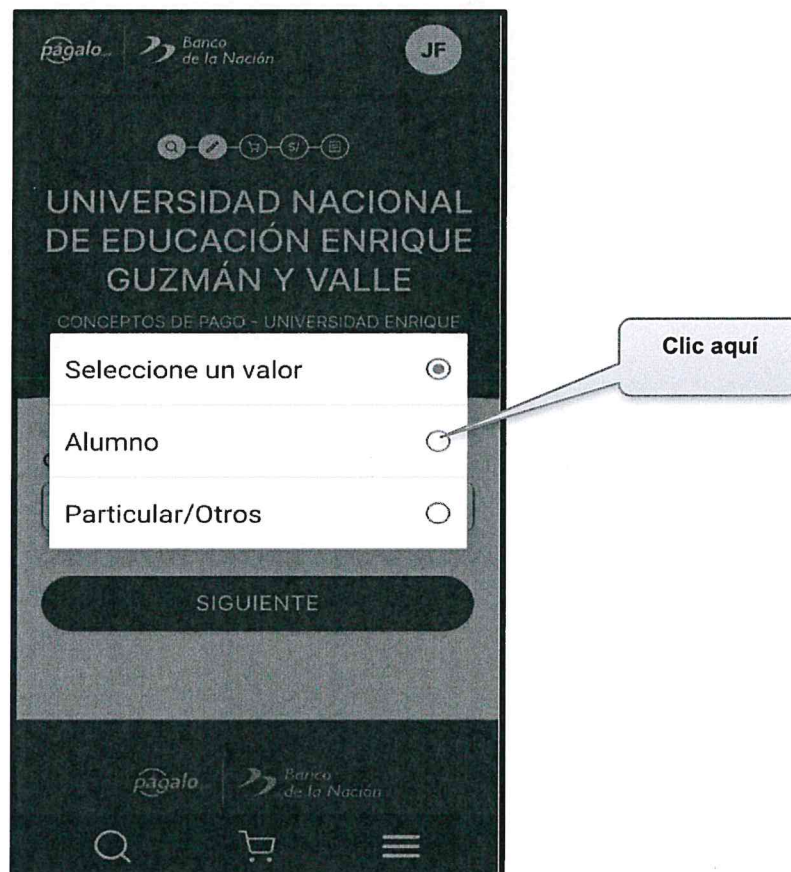 págalo
Banco
de la Nación
JF
S/
UNIVERSIDAD NACIONAL
DE EDUCACIÓN ENRIQUE
GUZMÁN Y VALLE
CONCEPTOS DE PAGO - UNIVERSIDAD ENRIQUE
Seleccione un valor
Alumno
Particular/Otros
SIGUIENTE
págalo
Banco
de la Nación
Clic aquí